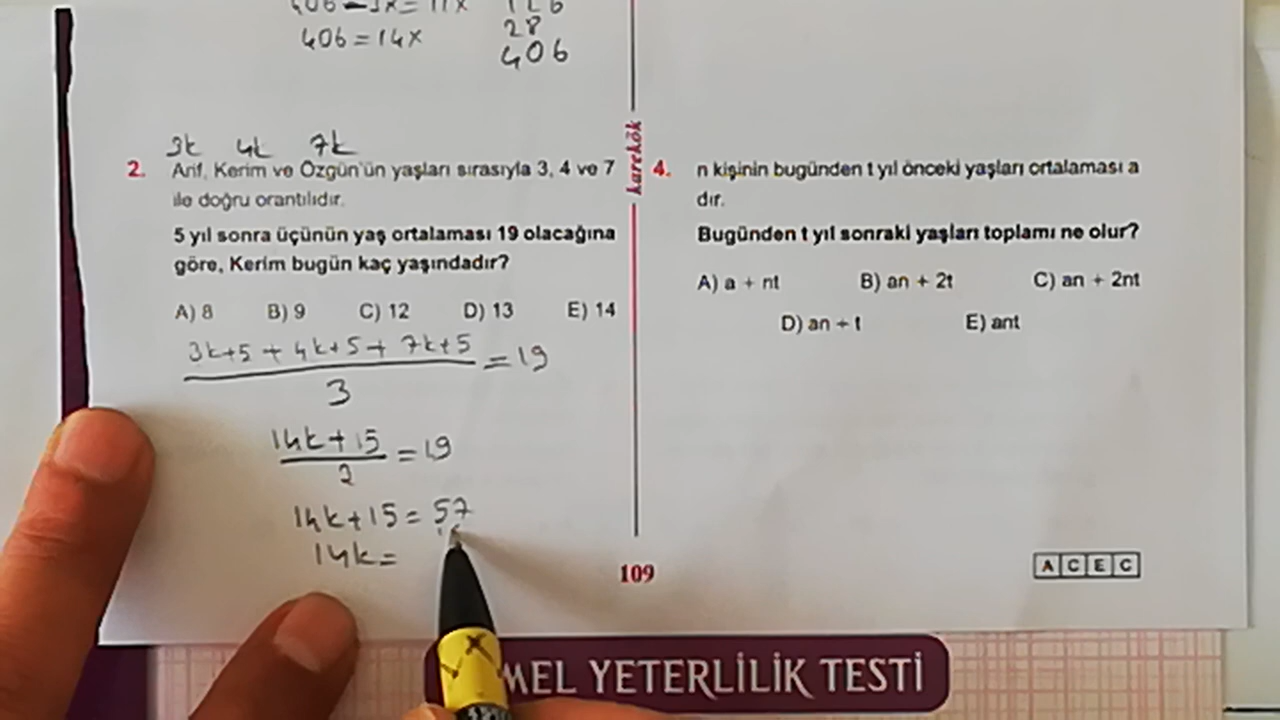 406 - 3x = 11x
126
28
406 = 14x
406
3k 4k 7k
2. Arif, Kerim ve Özgün'ün yaşları sırasıyla 3, 4 ve 7
ile doğru orantılıdır.
5 yıl sonra üçünün yaş ortalaması 19 olacağına
göre, Kerim bugün kaç yaşındadır?
A) 8 B) 9 C) 12 D) 13 E) 14
3k+5 + 4k+5 + 7k+5 = 19
3
14k + 15 = 19
3
14k + 15 = 57
14k =
karekök
4. n kişinin bugünden t yıl önceki yaşları ortalaması a
dır.
Bugünden t yıl sonraki yaşları toplamı ne olur?
A) a + nt B) an + 2t C) an + 2nt
D) an + t E) ant
109
A C E C
MEL YETERLİLİK TESTİ